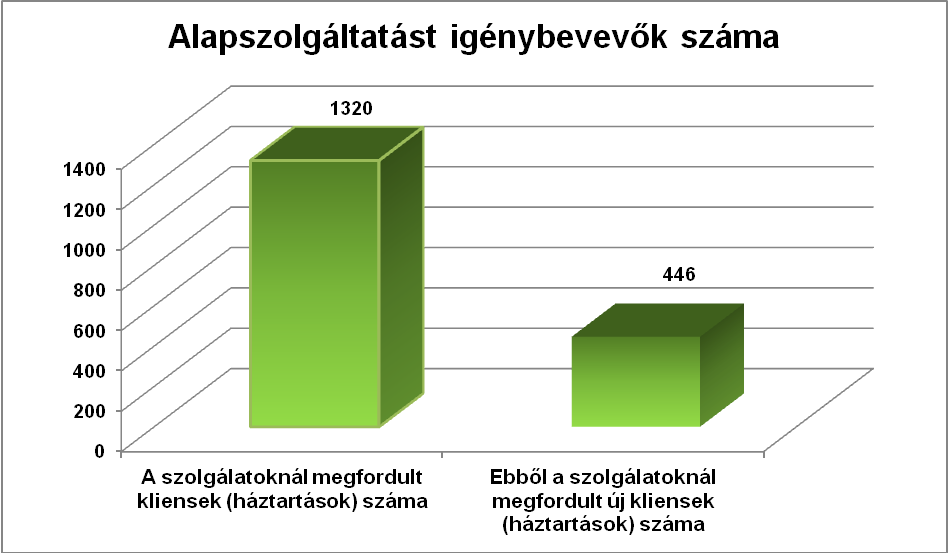 Alapszolgáltatást igénybevevők száma
1320
446
1400
1200
1000
800
600
400
200
0
A szolgálatoknál megfordult
kliensek (háztartások) száma
Ebből a szolgálatoknál
megfordult új kliensek
(háztartások) száma